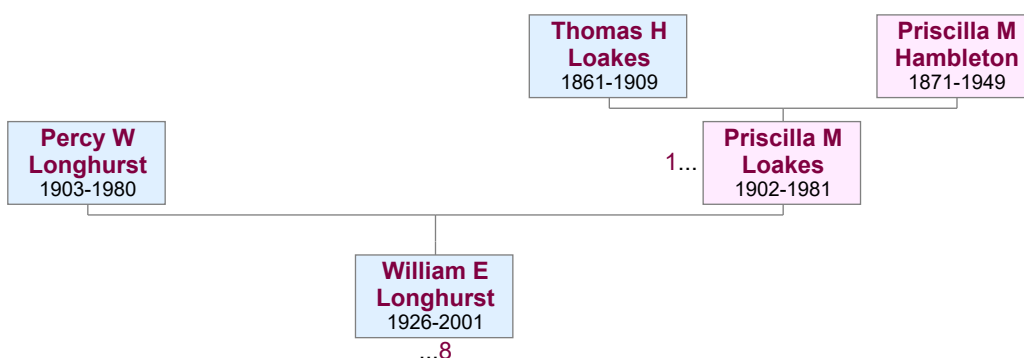 Thomas H
Loakes
1861-1909
Priscilla M
Hambleton
1871-1949
Percy W
Longhurst
1903-1980
1...
Priscilla M
Loakes
1902-1981
William E
Longhurst
1926-2001
...8